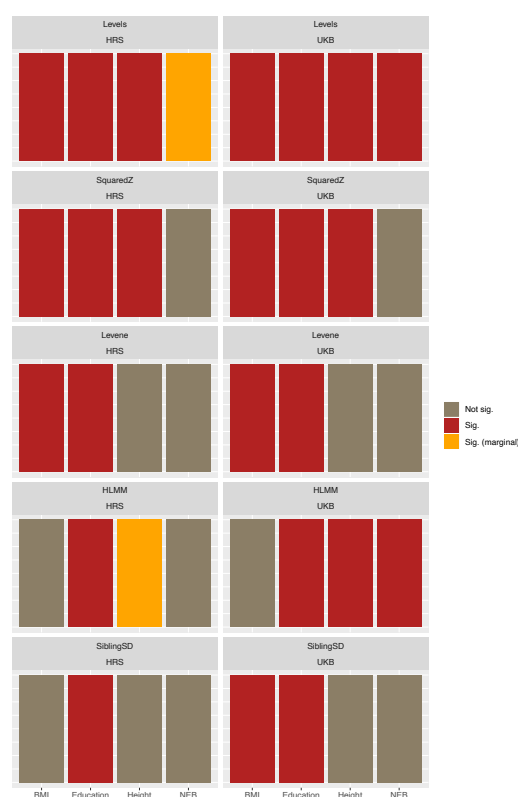 Levels
HRS
Levels
UKB
SquaredZ
HRS
SquaredZ
UKB
Levene
HRS
Levene
UKB
HLMM
HRS
HLMM
UKB
SiblingSD
HRS
SiblingSD
UKB
BMI Education Height NEB
BMI Education Height NEB
Not sig.
Sig.
Sig. (marginal)